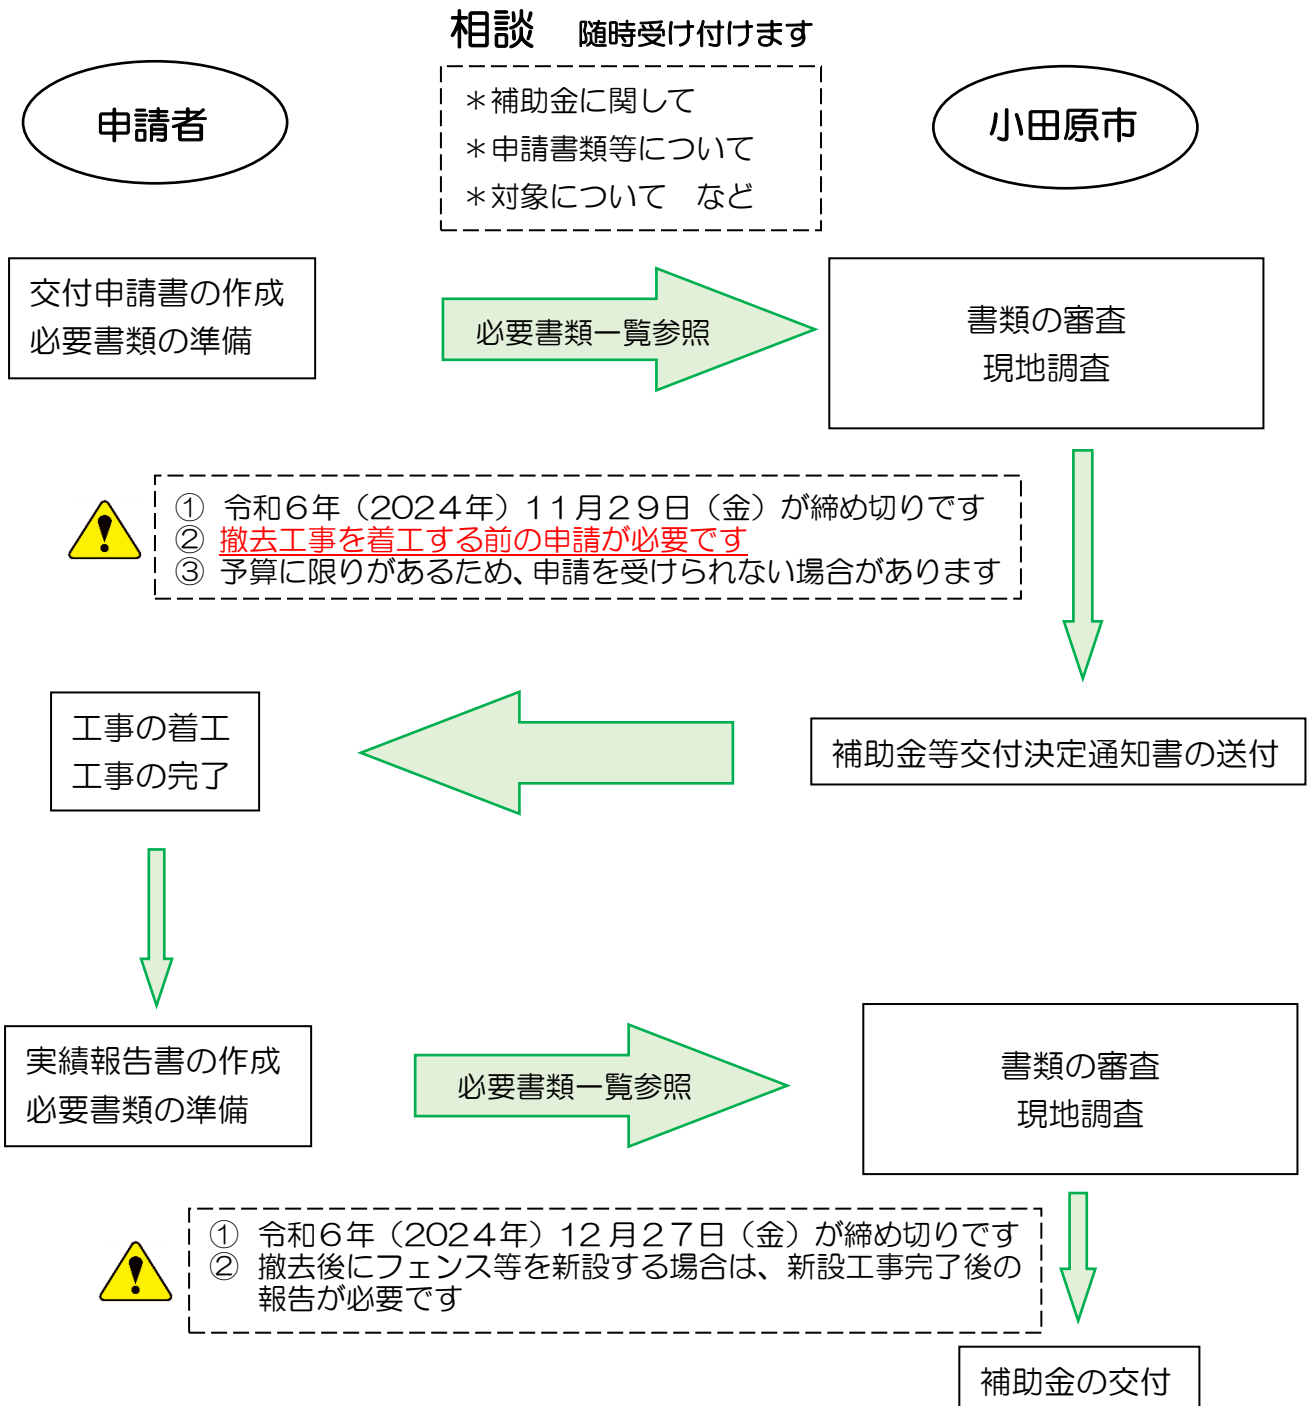 相談　随時受け付けます
申請者
＊補助金に関して
＊申請書類等について
＊対象について　など
小田原市
交付申請書の作成
必要書類の準備
必要書類一覧参照
書類の審査
現地調査
① 令和６年（２０２４年）１１月２９日（金）が締め切りです
② 撤去工事を着工する前の申請が必要です
③ 予算に限りがあるため、申請を受けられない場合があります
工事の着工
工事の完了
補助金等交付決定通知書の送付
実績報告書の作成
必要書類の準備
必要書類一覧参照
書類の審査
現地調査
① 令和６年（２０２４年）１２月２７日（金）が締め切りです
② 撤去後にフェンス等を新設する場合は、新設工事完了後の
報告が必要です
補助金の交付